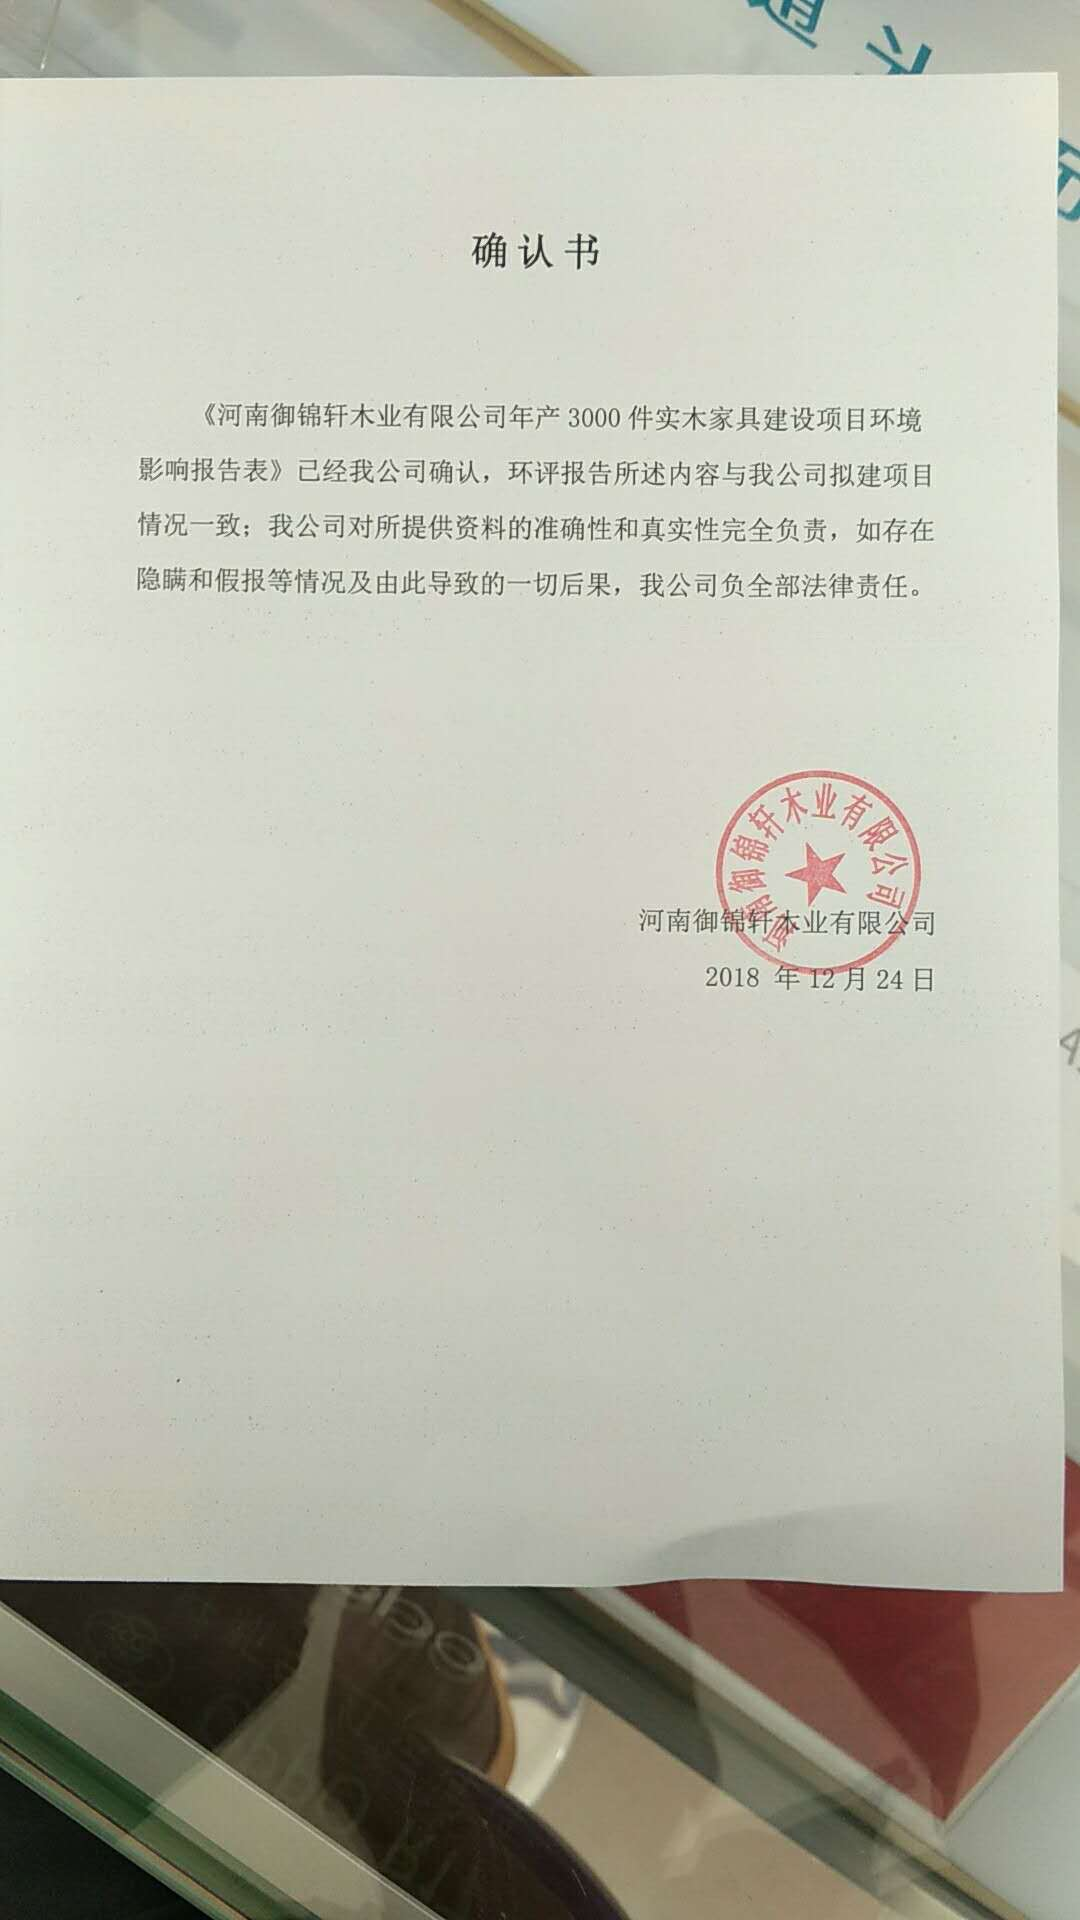 确认书
《河南御锦轩木业有限公司年产3000件实木家具建设项目环境
影响报告表》已经我公司确认，环评报告所述内容与我公司拟建项目
情况一致；我公司对所提供资料的准确性和真实性完全负责，如存在
隐瞒和假报等情况及由此导致的一切后果，我公司负全部法律责任。
河南御锦轩木业有限公司
河南御锦轩木业有限公司
2018 年12月24日